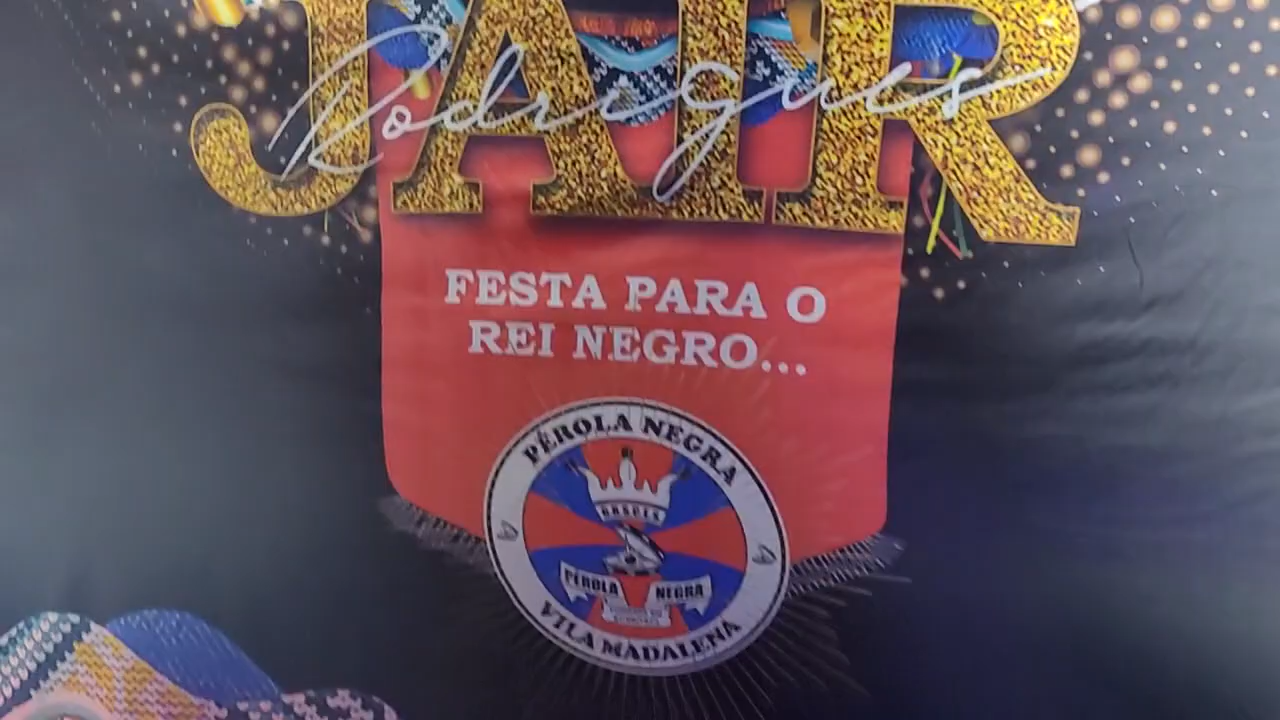 JAIR
Rodrigues
FESTA PARA O
REI NEGRO...
PÉROLA NEGRA
PÉROLA NEGRA
VILA MADALENA